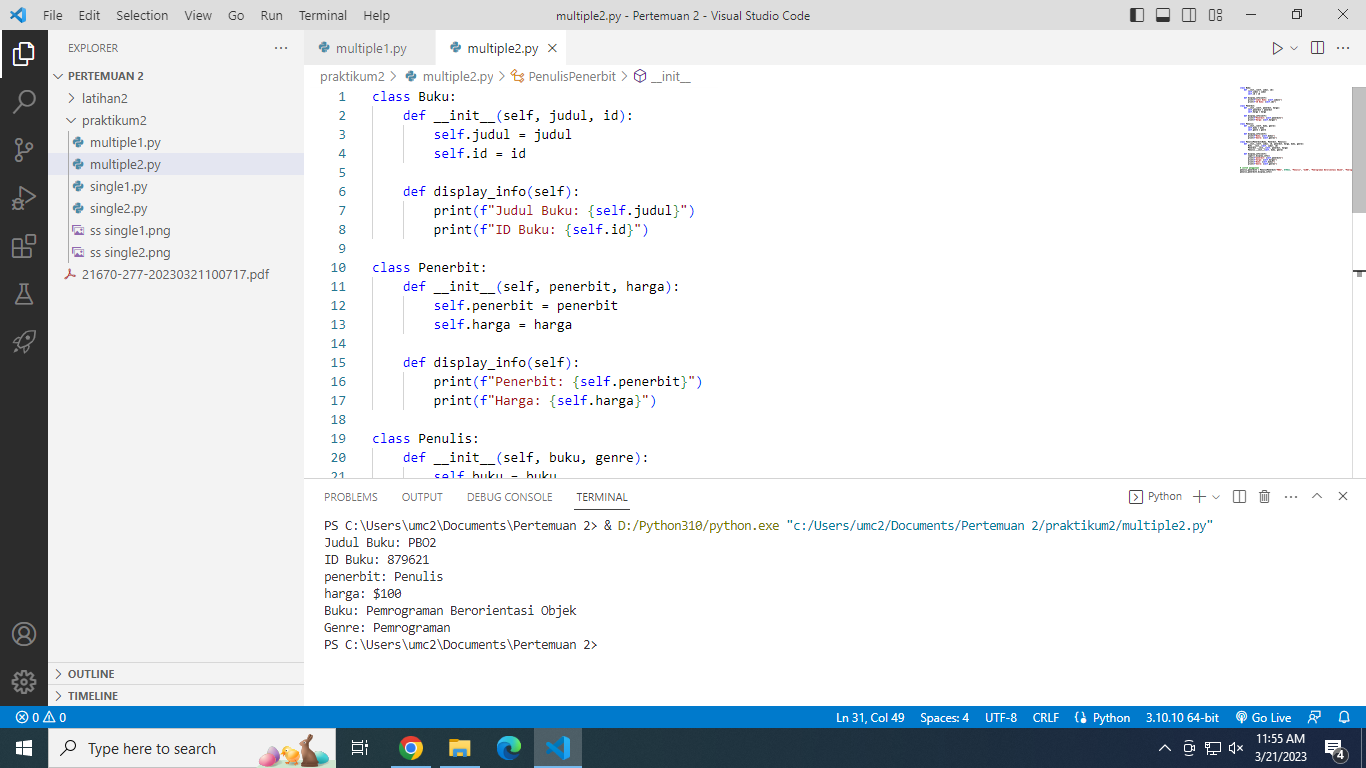 File Edit Selection View Go Run Terminal Help
multiple2.py - Pertemuan 2 - Visual Studio Code
EXPLORER
PERTEMUAN 2
latihan2
praktikum2
multiple1.py
multiple2.py
single1.py
single2.py
ss single1.png
ss single2.png
21670-277-20230321100717.pdf
OUTLINE
TIMELINE
multiple1.py
multiple2.py
praktikum2 > multiple2.py > PenulisPenerbit > __init__
1 class Buku:
2 def __init__(self, judul, id):
3 self.judul = judul
4 self.id = id
5
6 def display_info(self):
7 print(f"Judul Buku: {self.judul}")
8 print(f"ID Buku: {self.id}")
9
10 class Penerbit:
11 def __init__(self, penerbit, harga):
12 self.penerbit = penerbit
13 self.harga = harga
14
15 def display_info(self):
16 print(f"Penerbit: {self.penerbit}")
17 print(f"Harga: {self.harga}")
18
19 class Penulis:
20 def __init__(self, buku, genre):
21 self.buku = buku
PROBLEMS OUTPUT DEBUG CONSOLE TERMINAL
Python
PS C:\Users\umc2\Documents\Pertemuan 2> & D:/Python310/python.exe "c:/Users/umc2/Documents/Pertemuan 2/praktikum2/multiple2.py"
Judul Buku: PBO2
ID Buku: 879621
penerbit: Penulis
harga: $100
Buku: Pemrograman Berorientasi Objek
Genre: Pemrograman
PS C:\Users\umc2\Documents\Pertemuan 2>
0 0
Ln 31, Col 49 Spaces: 4 UTF-8 CRLF Python 3.10.10 64-bit Go Live
Type here to search
11:55 AM
3/21/2023
4